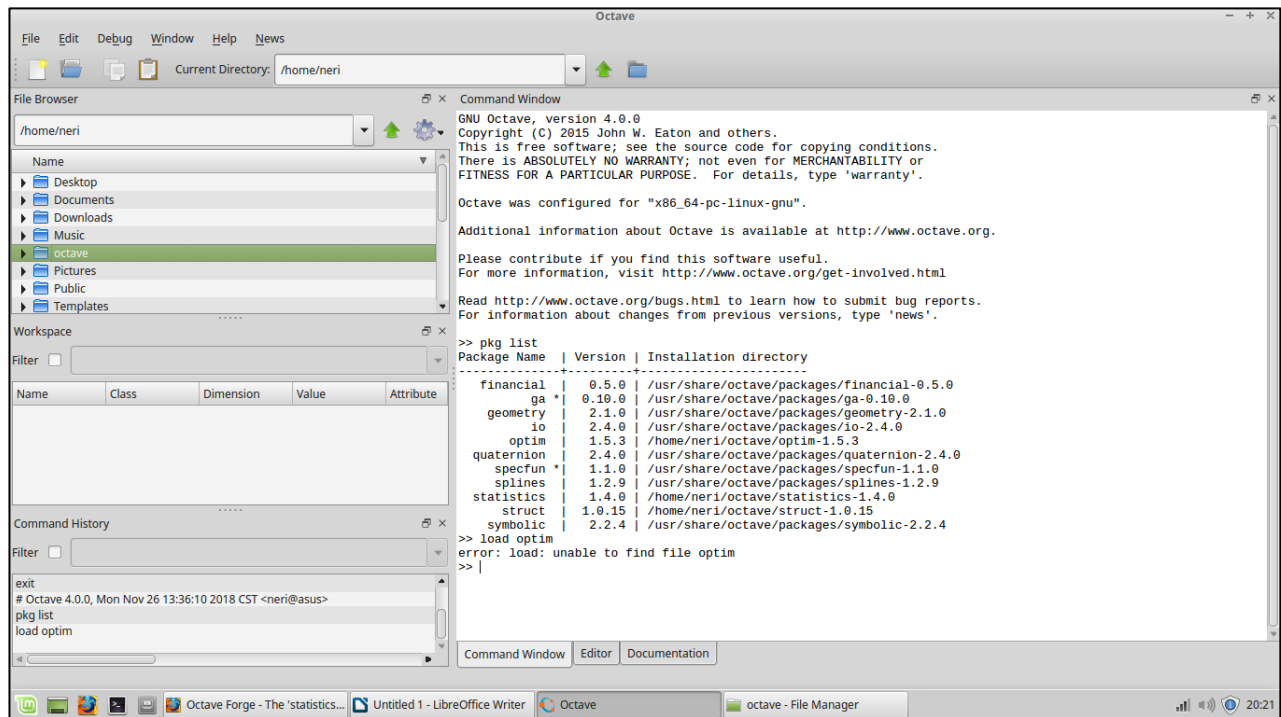 Octave
File Edit Debug Window Help News
Current Directory: /home/neri
File Browser
/home/neri
Name
Desktop
Documents
Downloads
Music
octave
Pictures
Public
Templates
Workspace
Filter
Name Class Dimension Value Attribute
Command History
Filter
exit
# Octave 4.0.0, Mon Nov 26 13:36:10 2018 CST <neri@asus>
pkg list
load optim
Command Window
GNU Octave, version 4.0.0
Copyright (C) 2015 John W. Eaton and others.
This is free software; see the source code for copying conditions.
There is ABSOLUTELY NO WARRANTY; not even for MERCHANTABILITY or
FITNESS FOR A PARTICULAR PURPOSE.  For details, type 'warranty'.
Octave was configured for "x86_64-pc-linux-gnu".
Additional information about Octave is available at http://www.octave.org.
Please contribute if you find this software useful.
For more information, visit http://www.octave.org/get-involved.html
Read http://www.octave.org/bugs.html to learn how to submit bug reports.
For information about changes from previous versions, type 'news'.
>> pkg list
Package Name  | Version | Installation directory
--------------+---------+-----------------------
financial  |   0.5.0 | /usr/share/octave/packages/financial-0.5.0
ga *|  0.10.0 | /usr/share/octave/packages/ga-0.10.0
geometry  |   2.1.0 | /usr/share/octave/packages/geometry-2.1.0
io  |   2.4.0 | /usr/share/octave/packages/io-2.4.0
optim  |   1.5.3 | /home/neri/octave/optim-1.5.3
quaternion  |   2.4.0 | /usr/share/octave/packages/quaternion-2.4.0
specfun *|   1.1.0 | /usr/share/octave/packages/specfun-1.1.0
splines  |   1.2.9 | /usr/share/octave/packages/splines-1.2.9
statistics  |   1.4.0 | /home/neri/octave/statistics-1.4.0
struct  |  1.0.15 | /home/neri/octave/struct-1.0.15
symbolic  |   2.2.4 | /usr/share/octave/packages/symbolic-2.2.4
>> load optim
error: load: unable to find file optim
>>
Command Window Editor Documentation
Octave Forge - The 'statistics... Untitled 1 - LibreOffice Writer Octave octave - File Manager 20:21